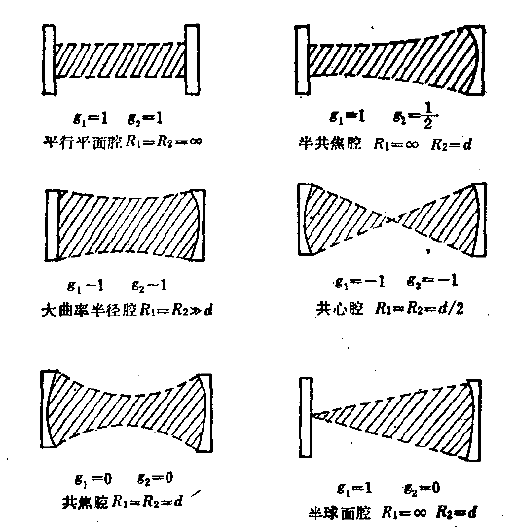 g₁=1 g₂=1
平行平面腔 R₁=R₂=∞
g₁=1 g₂=1/2
半共焦腔 R₁=∞ R₂=d
g₁~1 g₂~1
大曲率半径腔 R₁=R₂≫d
g₁=-1 g₂=-1
共心腔 R₁=R₂=d/2
g₁=0 g₂=0
共焦腔 R₁=R₂=d
g₁=1 g₂=0
半球面腔 R₁=∞ R₂=d